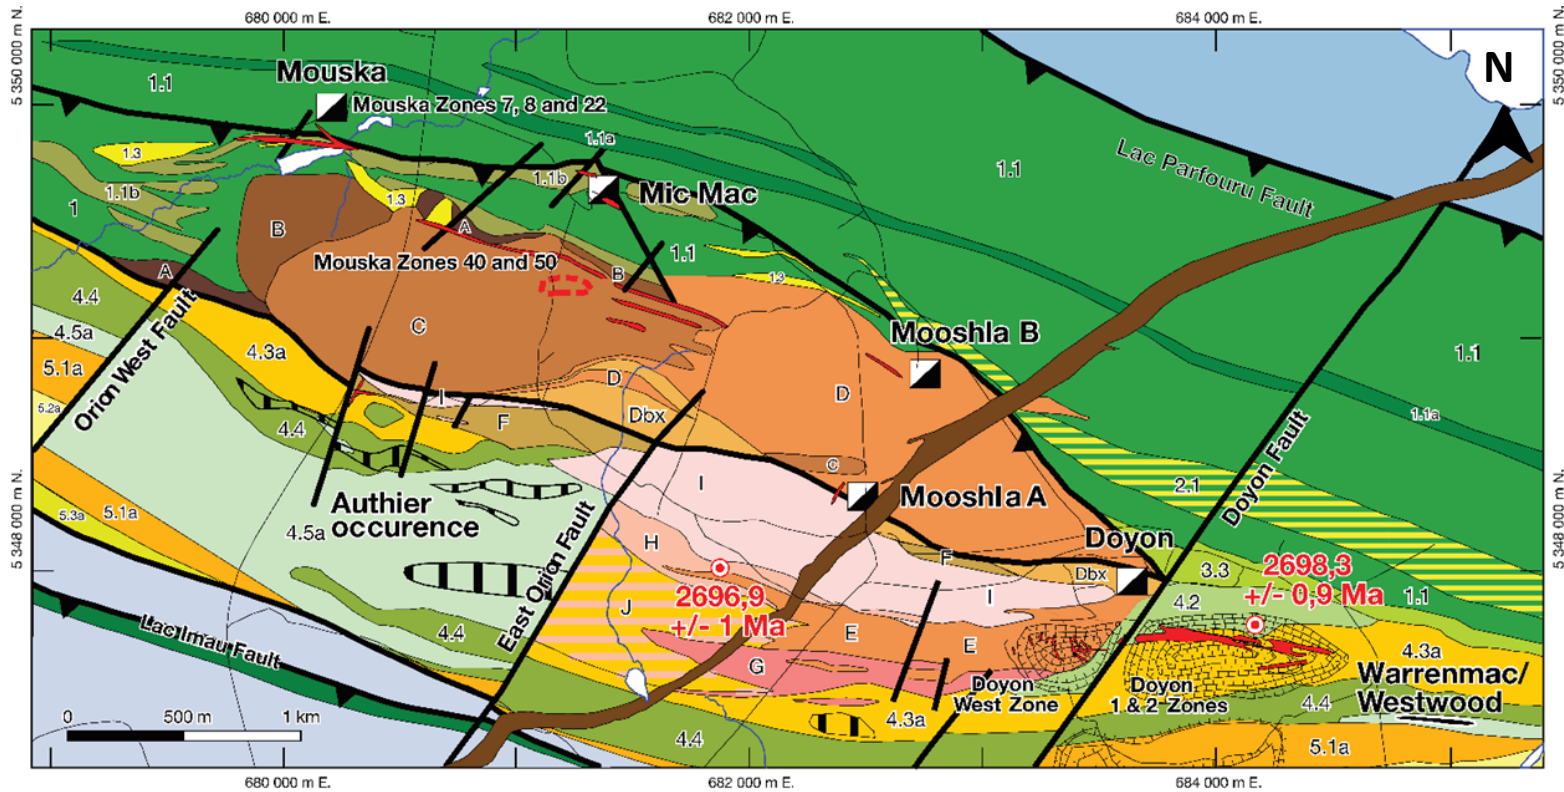 680 000 m E.
682 000 m E.
684 000 m E.
5 350 000 m N.
5 350 000 m N.
N
Mouska
1.1
Mouska Zones 7, 8 and 22
1.1a
1.1
Lac Parfouru Fault
1.3
1.1b
1.1b
Mic Mac
1.3
1
B
A
1.1
A
Mouska Zones 40 and 50
B
1.3
4.4
C
Mooshla B
4.5a
Orion West Fault
4.3a
1.1
5.1a
D
D
I
5.2a
F
Dbx
1.1a
4.4
C
Doyon Fault
I
2.1
Authier
occurence
Mooshla A
5.1a
5.3a
4.5a
East Orion Fault
Doyon
H
F
Dbx
3.3
2698,3
+/- 0,9 Ma
1.1
2696,9
+/- 1 Ma
I
4.2
J
4.4
E
E
4.3a
Lac Imau Fault
G
Warrenmac/
Westwood
Doyon
West Zone
Doyon
1 & 2 Zones
4.4
4.3a
4.4
5.1a
0
500 m
1 km
5 348 000 m N.
5 348 000 m N.
680 000 m E.
682 000 m E.
684 000 m E.